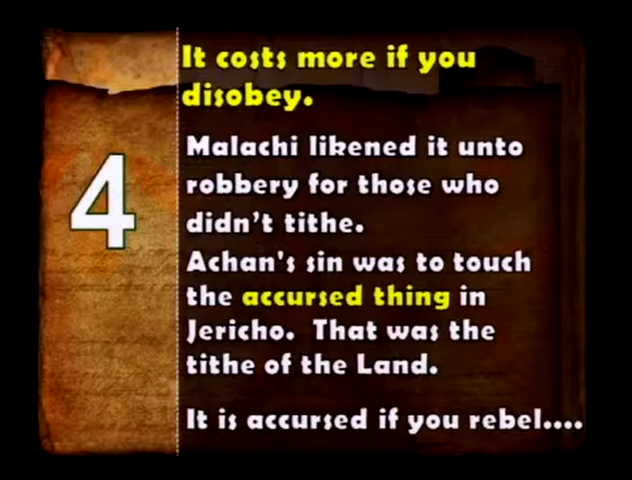 It costs more if you
disobey.
4
Malachi likened it unto
robbery for those who
didn't tithe.
Achan's sin was to touch
the accursed thing in
Jericho.  That was the
tithe of the Land.
It is accursed if you rebel....